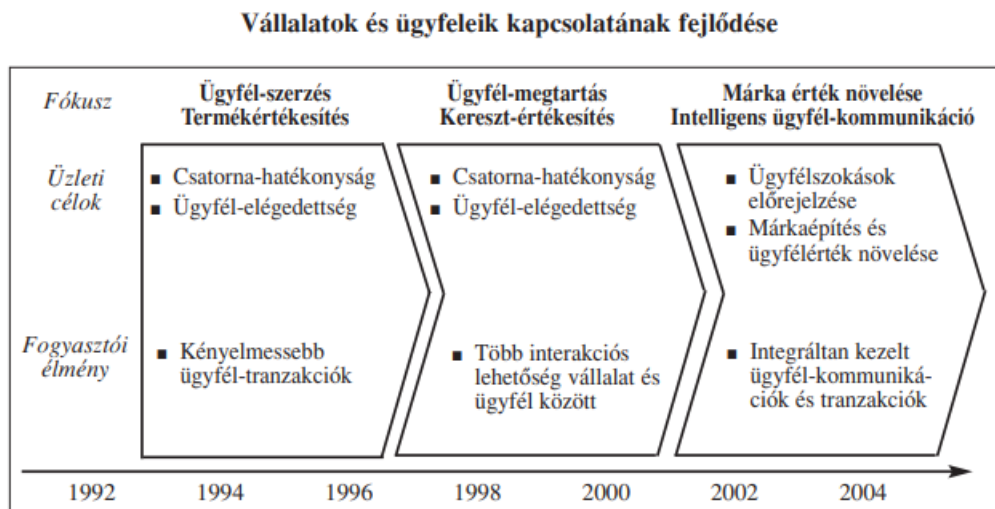 Vállalatok és ügyfeleik kapcsolatának fejlődése
Fókusz
Ügyfél-szerzés
Termékértékesítés
Ügyfél-megtartás
Kereszt-értékesítés
Márka érték növelése
Intelligens ügyfél-kommunikáció
Üzleti
célok
■ Csatorna-hatékonyság
■ Ügyfél-elégedettség
■ Csatorna-hatékonyság
■ Ügyfél-elégedettség
■ Ügyfélszokások
előrejelzése
■ Márkaépítés és
ügyfélérték növelése
Fogyasztói
élmény
■ Kényelmessebb
ügyfél-tranzakciók
■ Több interakciós
lehetőség vállalat és
ügyfél között
■ Integráltan kezelt
ügyfél-kommuniká-
ciók és tranzakciók
1992 1994 1996 1998 2000 2002 2004